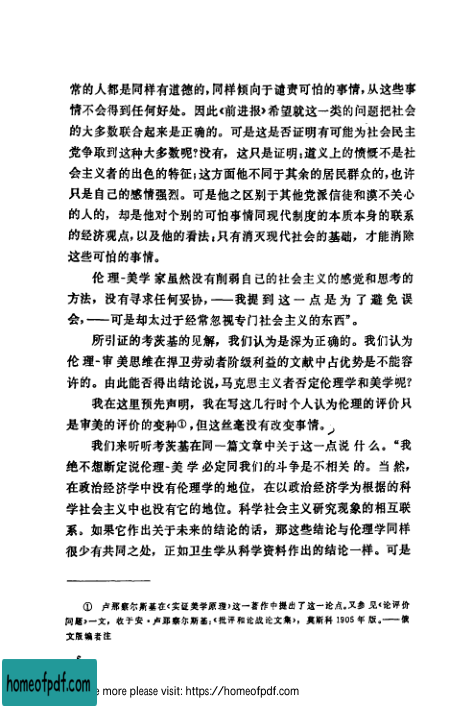 常的人都是同样有道德的，同样倾向于谴责可怕的事情，从这些事
情不会得到任何好处。因此《前进报》希望就这一类的问题把社会
的大多数联合起来是正确的。可是这是否证明有可能为社会民主
党争取到这种大多数呢？没有，这只是证明：道义上的愤慨不是社
会主义者的出色的特征；这方面他不同于其余的居民群众的，也许
只是自己的感情强烈。可是他之区别于其他党派信徒和漠不关心
的人的，却是他对个别的可怕事情同现代制度的本质本身的联系
的经济观点，以及他的看法：只有消灭现代社会的基础，才能消除
这些可怕的事情。
伦理-美学家虽然没有削弱自己的社会主义的感觉和思考的
方法，没有寻求任何妥协，——我提到这一点是为了避免误
会，——可是却太过于经常忽视专门社会主义的东西”。
所引证的考茨基的见解，我们认为是深为正确的。我们认为
伦理-审美思维在捍卫劳动者阶级利益的文献中占优势是不能容
许的。由此能否得出结论说，马克思主义者否定伦理学和美学呢？
我在这里预先声明，我在写这几行时个人认为伦理的评价只
是审美的评价的变种①，但这丝毫没有改变事情。
我们来听听考茨基在同一篇文章中关于这一点说什么。“我
绝不想断定说伦理-美学必定同我们的斗争是不相关的。当然，
在政治经济学中没有伦理学的地位，在以政治经济学为根据的科
学社会主义中也没有它的地位。科学社会主义研究现象的相互联
系。如果它作出关于未来的结论的话，那这些结论与伦理学同样
很少有共同之处，正如卫生学从科学资料作出的结论一样。可是
① 卢那察尔斯基在《实证美学原理》这一著作中提出了这一论点。又参见《论评价
问题》一文，收于安·卢那察尔斯基：《批评和论战论文集》，莫斯科1905年版。——俄
文版编者注
homeofpdf.com
e more please visit: https://homeofpdf.com